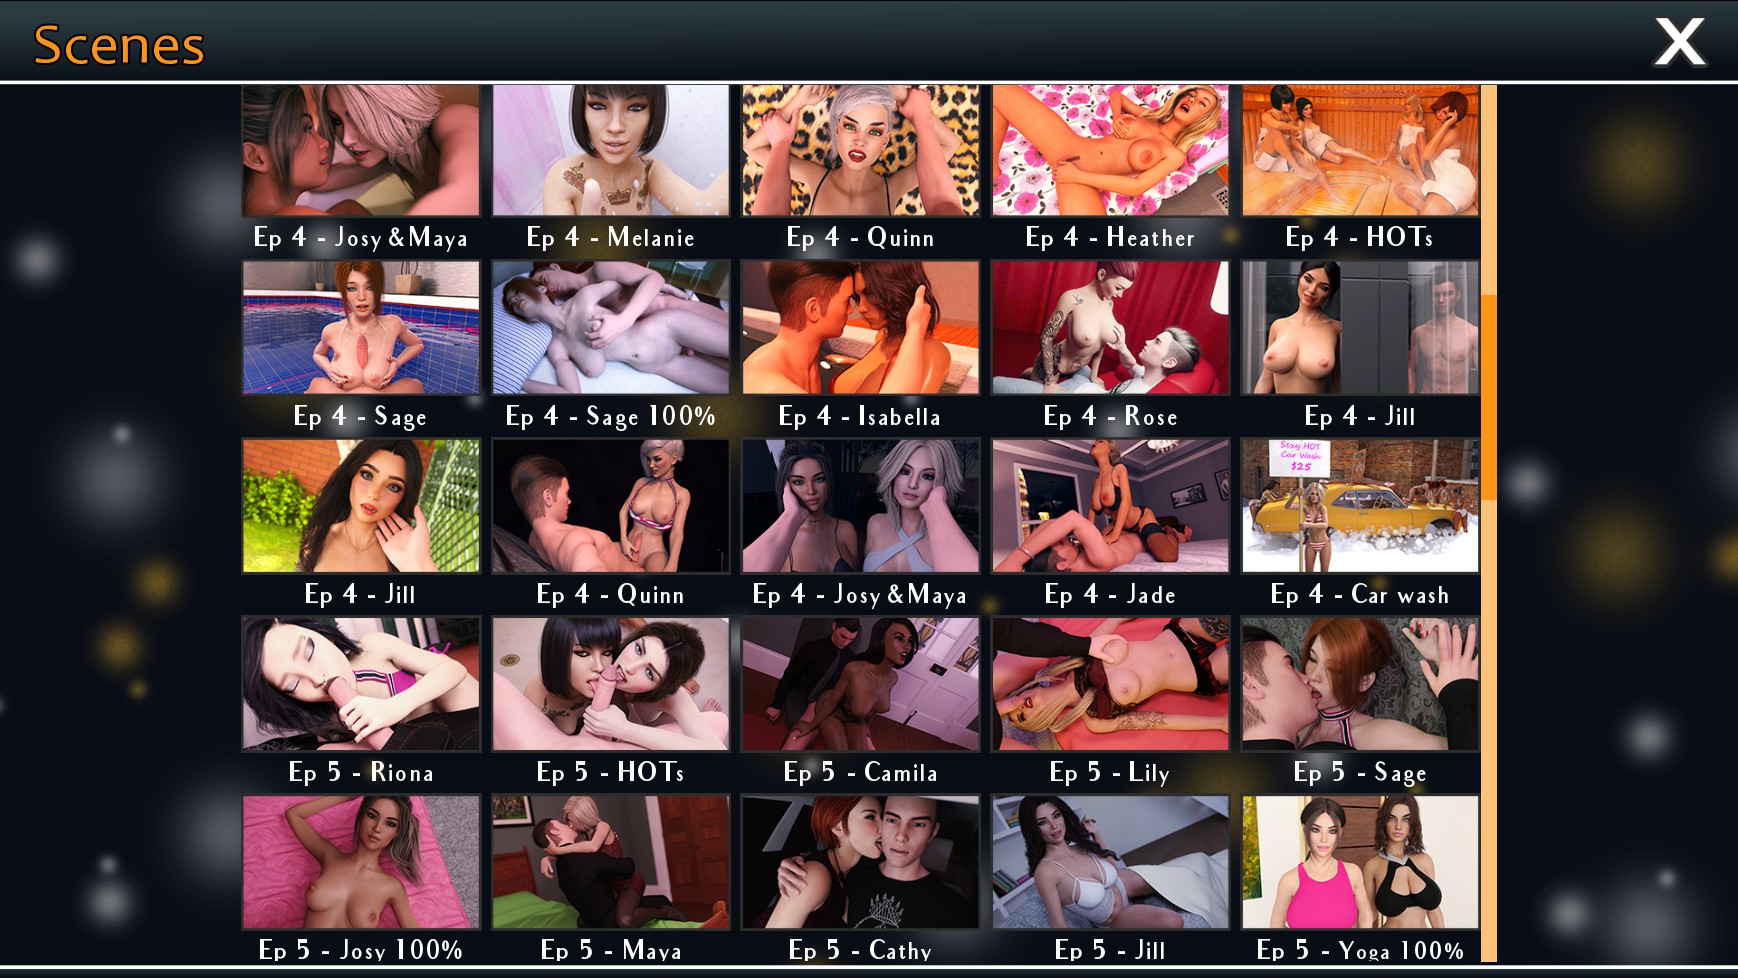 Scenes
X
Ep 4 - Josy & Maya
Ep 4 - Melanie
Ep 4 - Quinn
Ep 4 - Heather
Ep 4 - HOTs
Ep 4 - Sage
Ep 4 - Sage 100%
Ep 4 - Isabella
Ep 4 - Rose
Ep 4 - Jill
Sexy HOT
Car Wash
$25
Ep 4 - Jill
Ep 4 - Quinn
Ep 4 - Josy & Maya
Ep 4 - Jade
Ep 4 - Car wash
Ep 5 - Riona
Ep 5 - HOTs
Ep 5 - Camila
Ep 5 - Lily
Ep 5 - Sage
Ep 5 - Josy 100%
Ep 5 - Maya
Ep 5 - Cathy
Ep 5 - Jill
Ep 5 - Yoga 100%